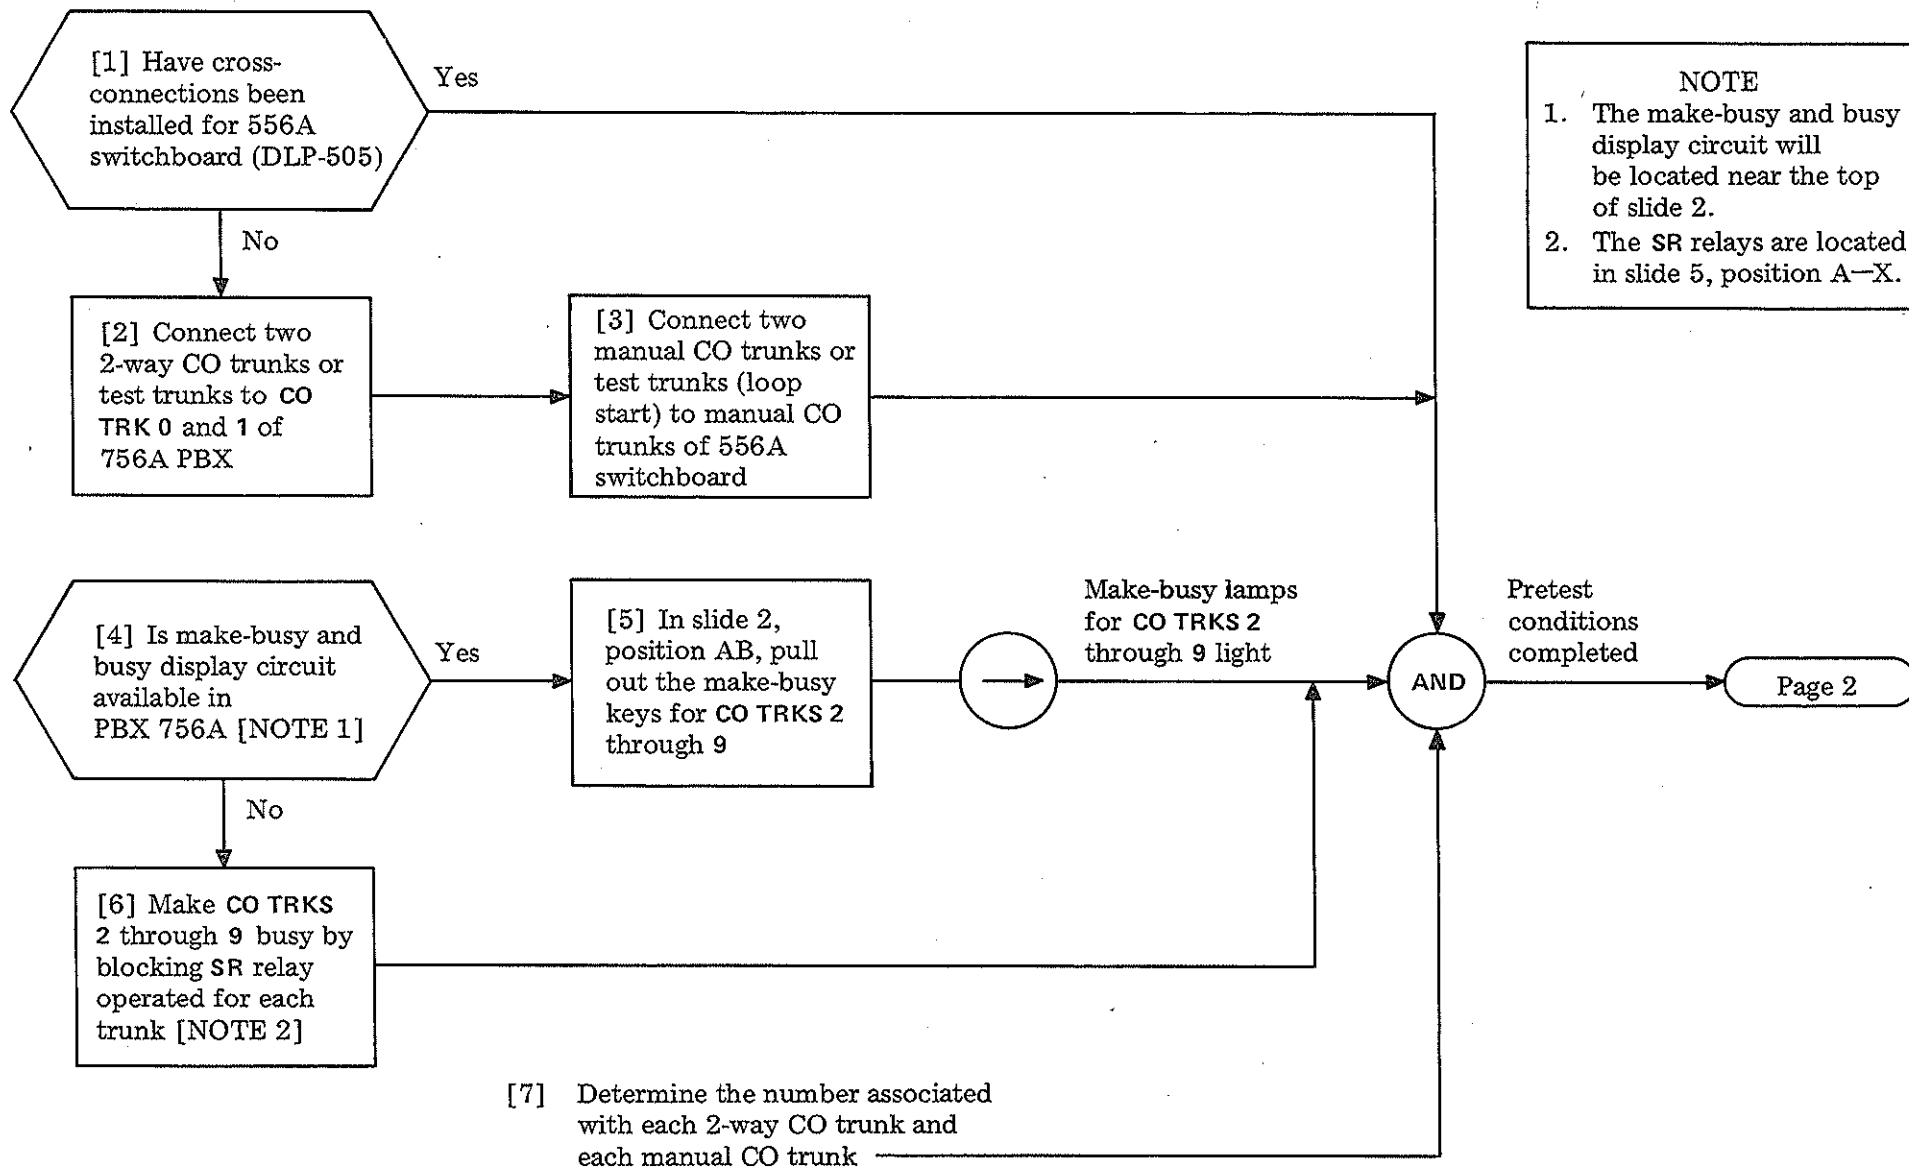 [1] Have cross-
connections been
installed for 556A
switchboard (DLP-505)
Yes
No
NOTE
1. The make-busy and busy
display circuit will
be located near the top
of slide 2.
2. The SR relays are located
in slide 5, position A—X.
[2] Connect two
2-way CO trunks or
test trunks to CO
TRK 0 and 1 of
756A PBX
[3] Connect two
manual CO trunks or
test trunks (loop
start) to manual CO
trunks of 556A
switchboard
[4] Is make-busy and
busy display circuit
available in
PBX 756A [NOTE 1]
Yes
No
[5] In slide 2,
position AB, pull
out the make-busy
keys for CO TRKS 2
through 9
Make-busy lamps
for CO TRKS 2
through 9 light
AND
Pretest
conditions
completed
Page 2
[6] Make CO TRKS
2 through 9 busy by
blocking SR relay
operated for each
trunk [NOTE 2]
[7] Determine the number associated
with each 2-way CO trunk and
each manual CO trunk